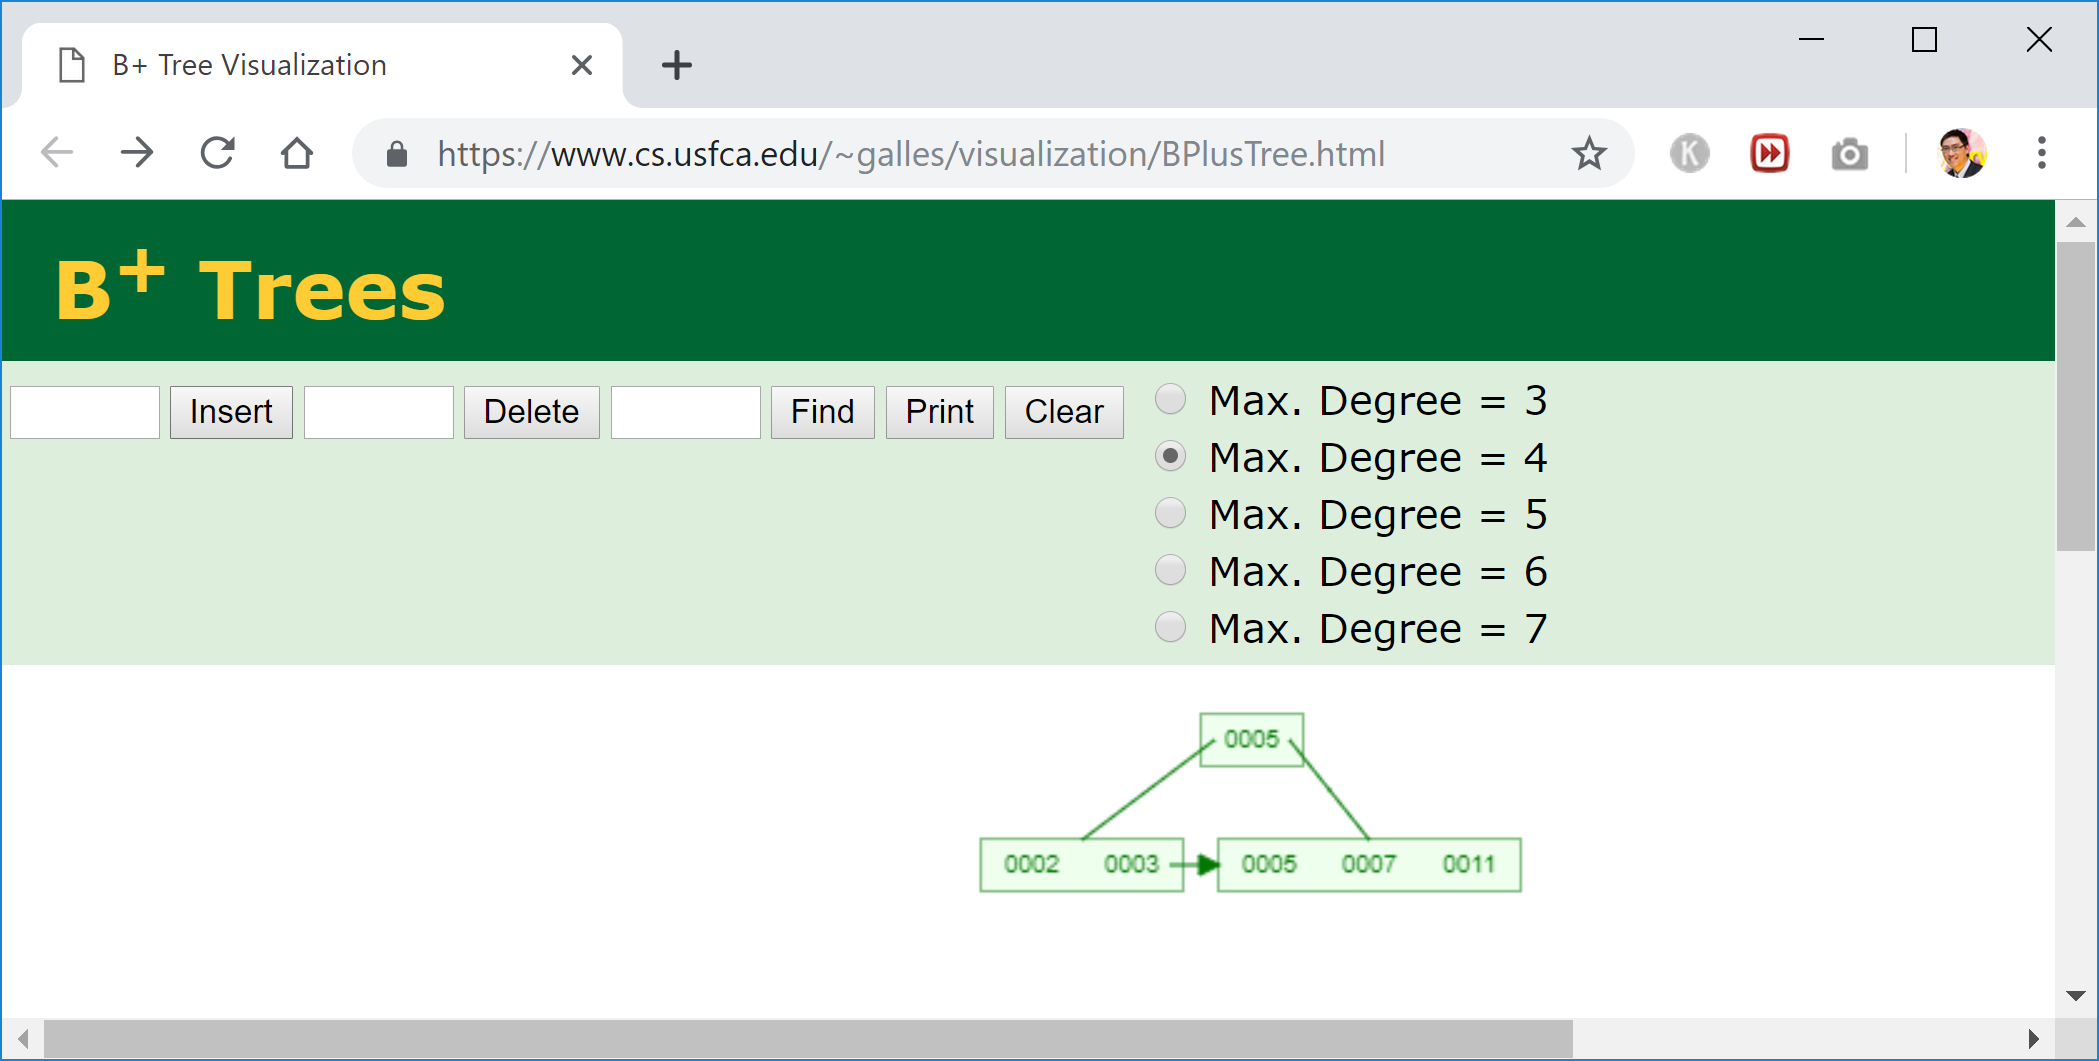 B+ Tree Visualization
https://www.cs.usfca.edu/~galles/visualization/BPlusTree.html
K
B+ Trees
Insert Delete Find Print Clear
Max. Degree = 3
Max. Degree = 4
Max. Degree = 5
Max. Degree = 6
Max. Degree = 7
0005
0002 0003 0005 0007 0011